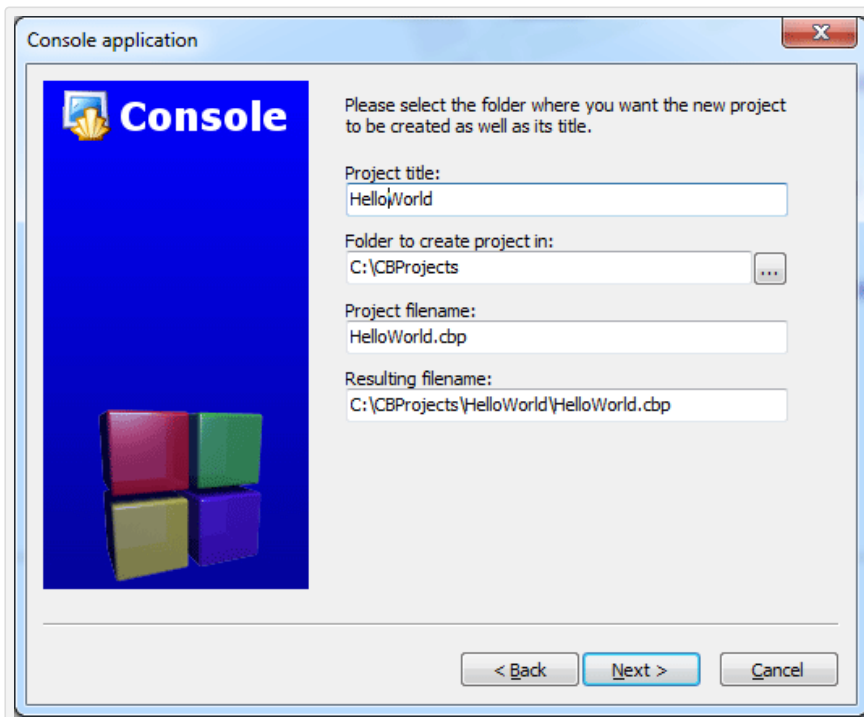 Console application
Console
Please select the folder where you want the new project
to be created as well as its title.
Project title:
HelloWorld
Folder to create project in:
C:\CBProjects
...
Project filename:
HelloWorld.cbp
Resulting filename:
C:\CBProjects\HelloWorld\HelloWorld.cbp
< Back
Next >
Cancel